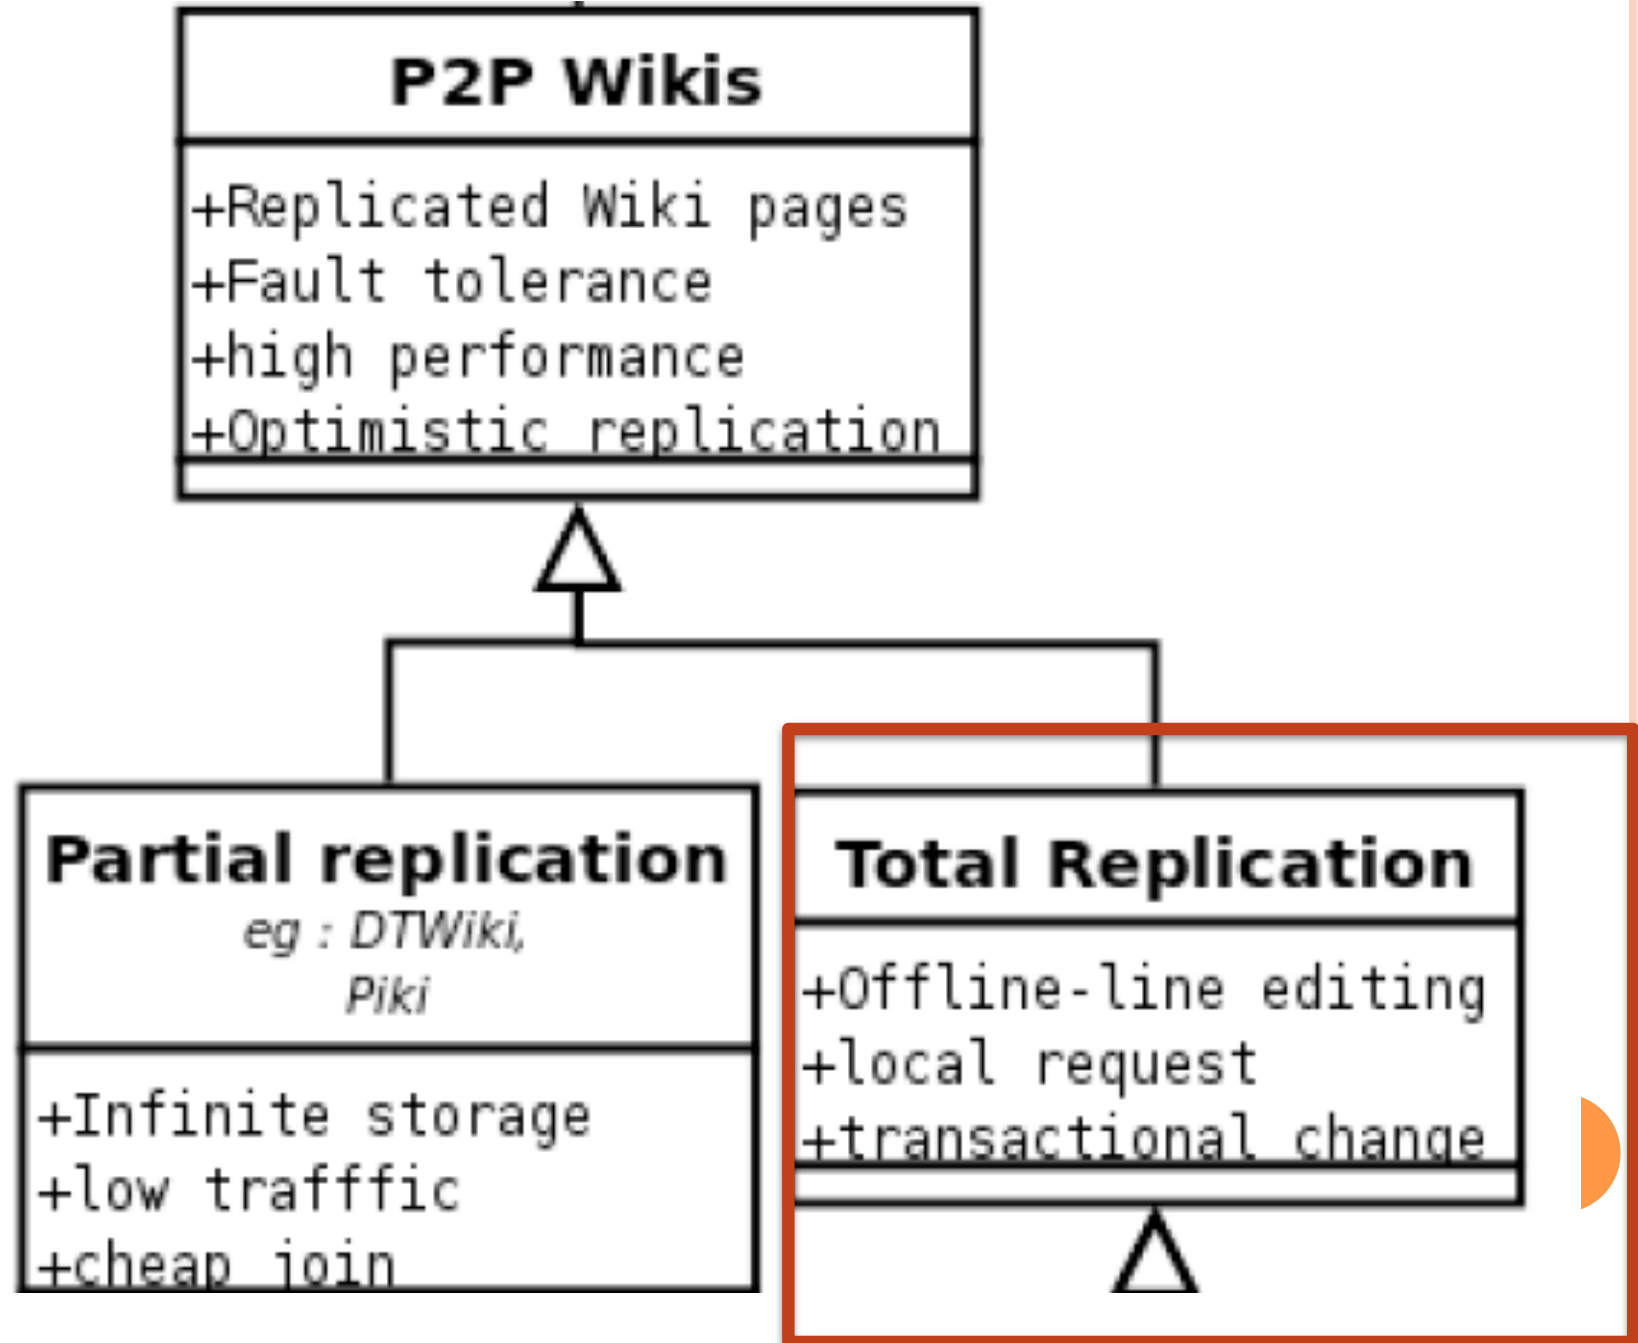 P2P Wikis
+Replicated Wiki pages
+Fault tolerance
+high performance
+Optimistic replication
Partial replication
eg : DTWiki,
Piki
+Infinite storage
+low trafffic
+cheap join
Total Replication
+Offline-line editing
+local request
+transactional change